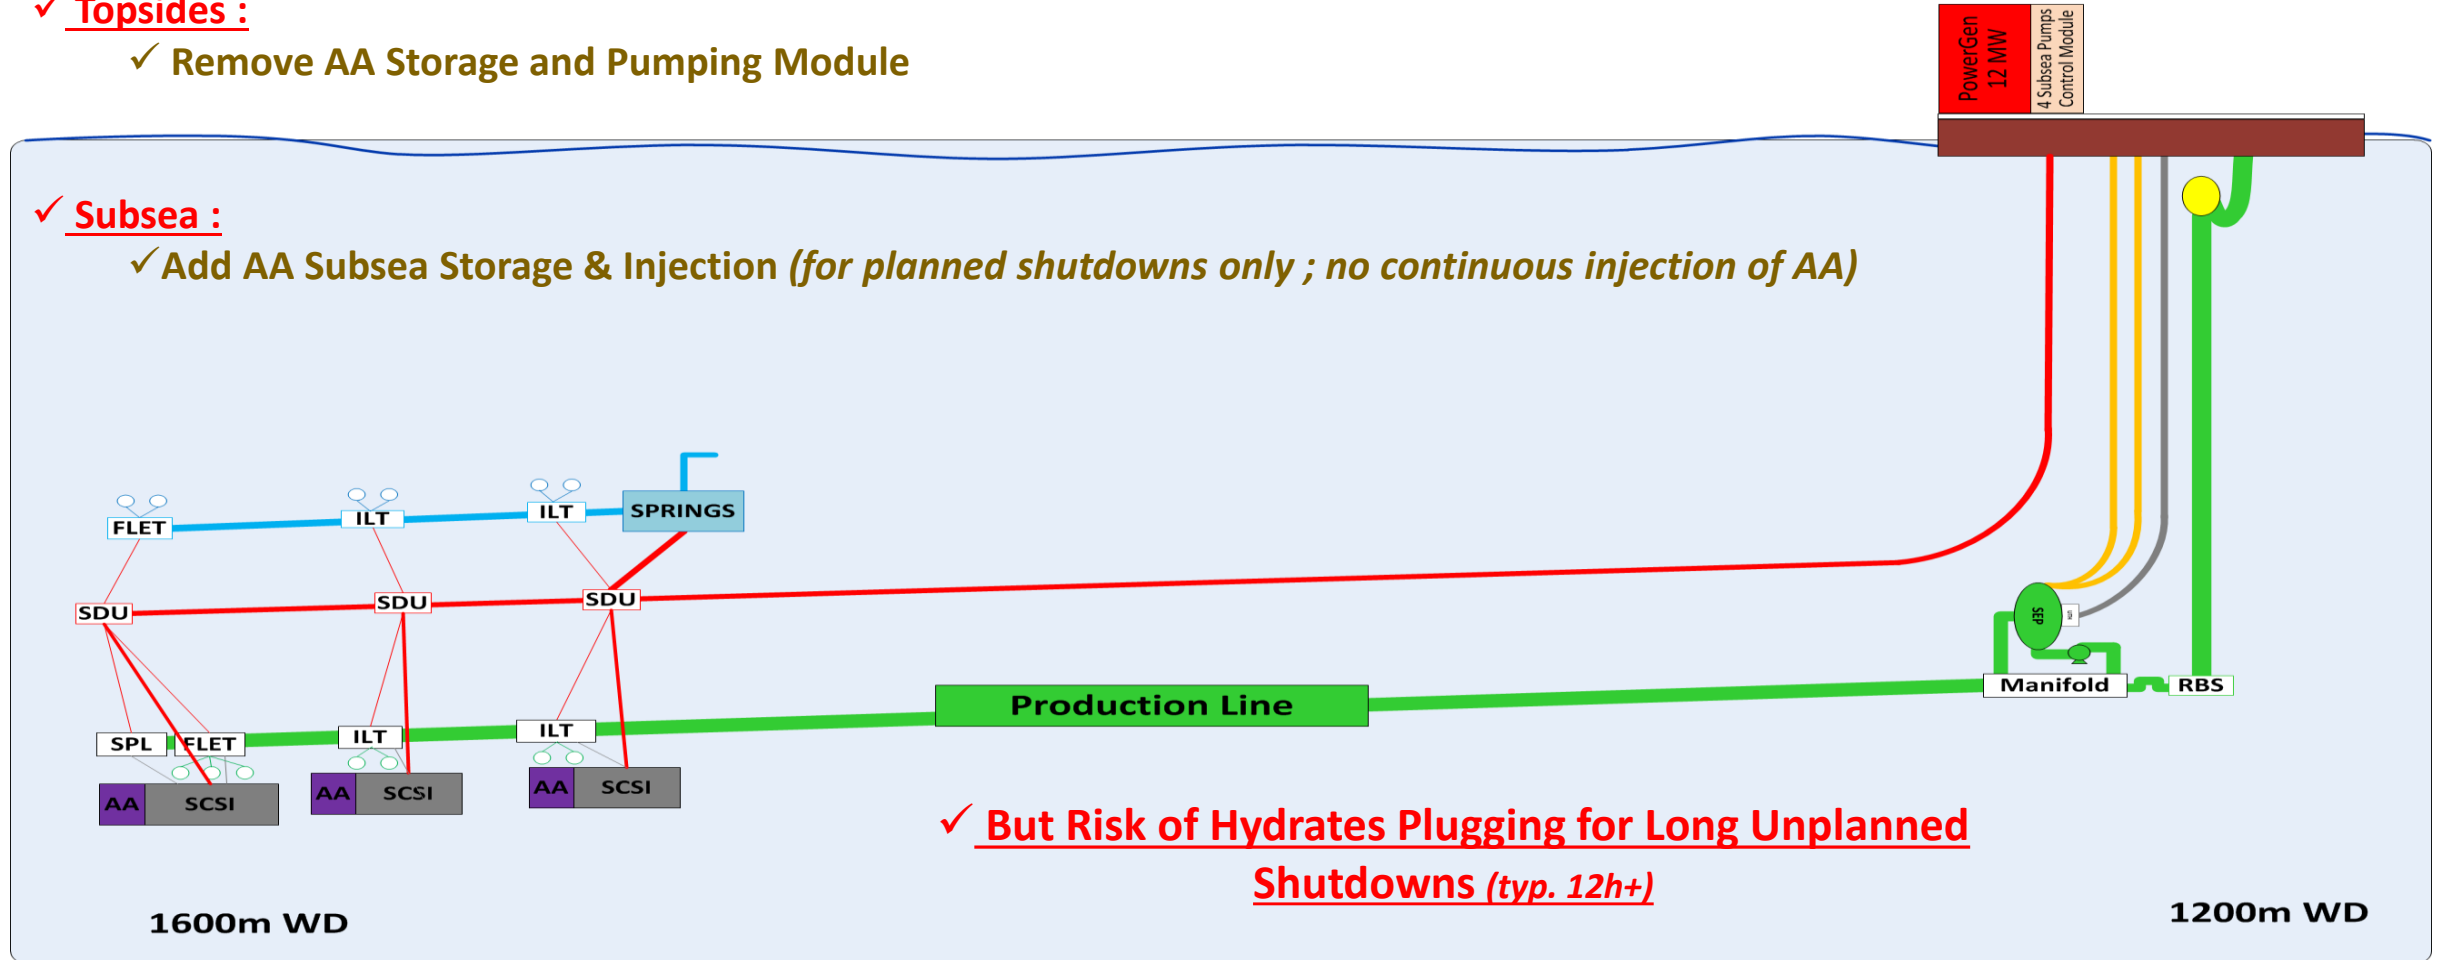 ✓ Topsides :
✓ Remove AA Storage and Pumping Module
PowerGen
12 MW
4 Subsea Pumps
Control Module
✓ Subsea :
✓Add AA Subsea Storage & Injection (for planned shutdowns only ; no continuous injection of AA)
FLET
ILT
ILT
SPRINGS
SDU
SDU
SDU
SEP
SPL
FLET
ILT
ILT
Production Line
Manifold
RBS
AA
SCSI
AA
SCSI
AA
SCSI
✓ But Risk of Hydrates Plugging for Long Unplanned
Shutdowns (typ. 12h+)
1600m WD
1200m WD